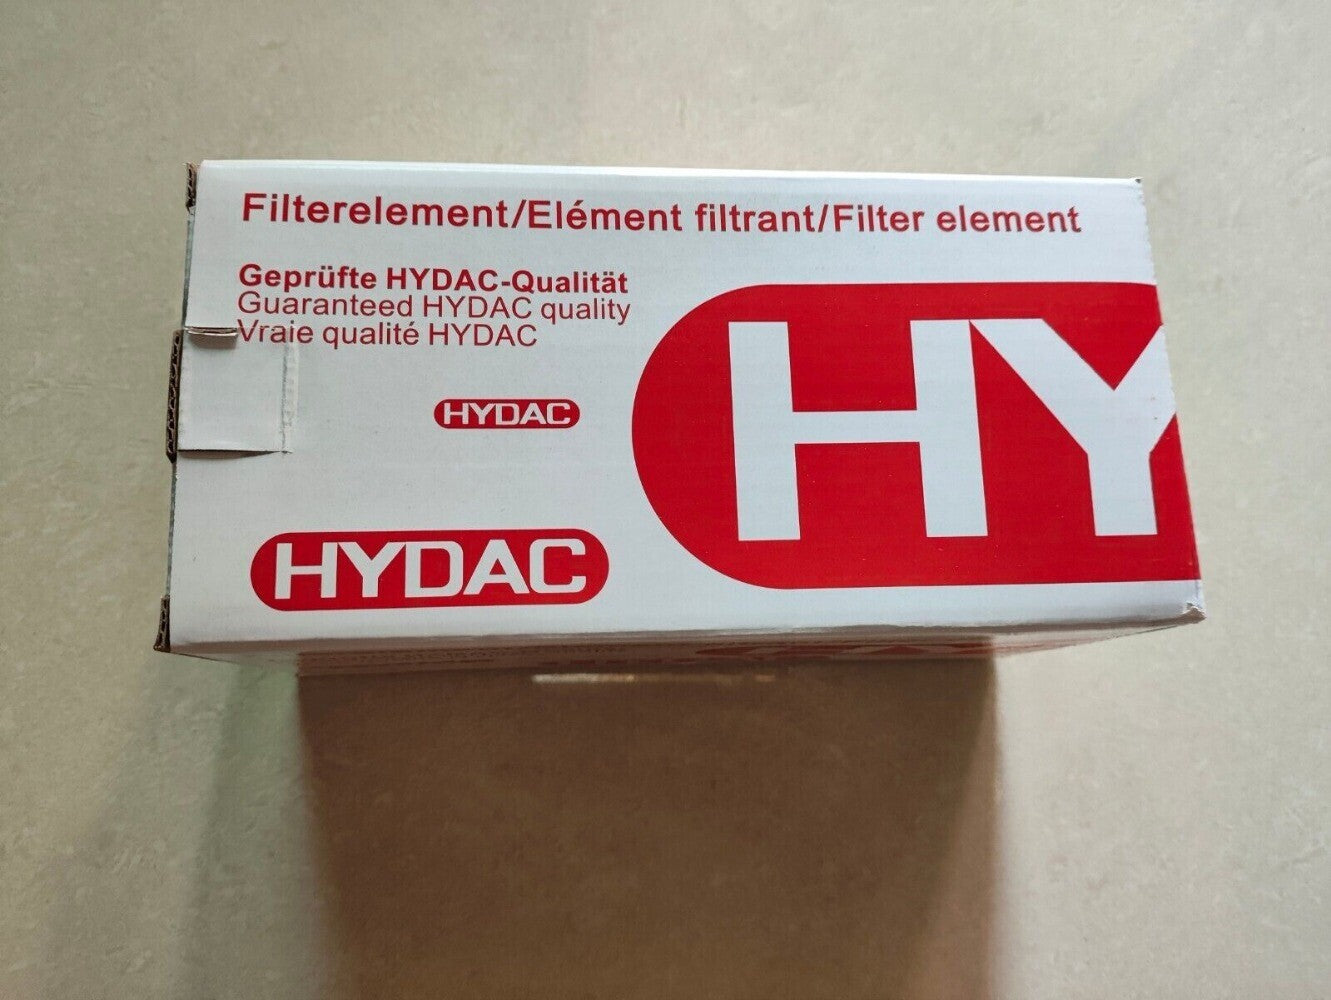 Filterelement/Elément filtrant/Filter element
Geprüfte HYDAC-Qualität
Guaranteed HYDAC quality
Vraie qualité HYDAC
HYDAC
HYDAC
HY